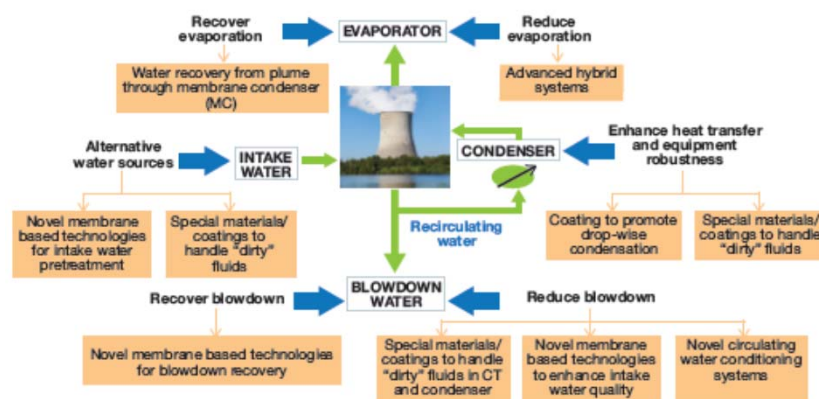 Recover
evaporation
EVAPORATOR
Reduce
evaporation
Water recovery from plume
through membrane condenser
(MC)
Advanced hybrid
systems
Alternative
water sources
INTAKE
WATER
CONDENSER
Enhance heat transfer
and equipment
robustness
Novel membrane
based technologies
for intake water
pretreatment
Special materials/
coatings to
handle “dirty”
fluids
Recirculating
water
Coating to promote
drop-wise
condensation
Special materials/
coatings to handle
“dirty” fluids
Recover blowdown
BLOWDOWN
WATER
Reduce blowdown
Novel membrane based technologies
for blowdown recovery
Special materials/
coatings to handle
“dirty” fluids in CT
and condenser
Novel membrane
based technologies
to enhance intake
water quality
Novel circulating
water conditioning
systems